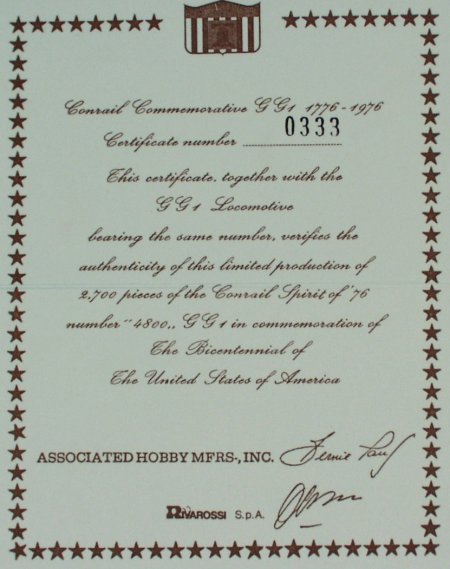 Conrail Commemorative GG1 1776-1976
Certificate number 0333
This certificate, together with the
GG1 Locomotive
bearing the same number, verifies the
authenticity of this limited production of
2,700 pieces of the Conrail Spirit of '76
number "4800,, GG1 in commemoration of
The Bicentennial of
The United States of America
ASSOCIATED HOBBY MFRS-, INC. Bernie Paul
RIVAROSSI S.p.A.